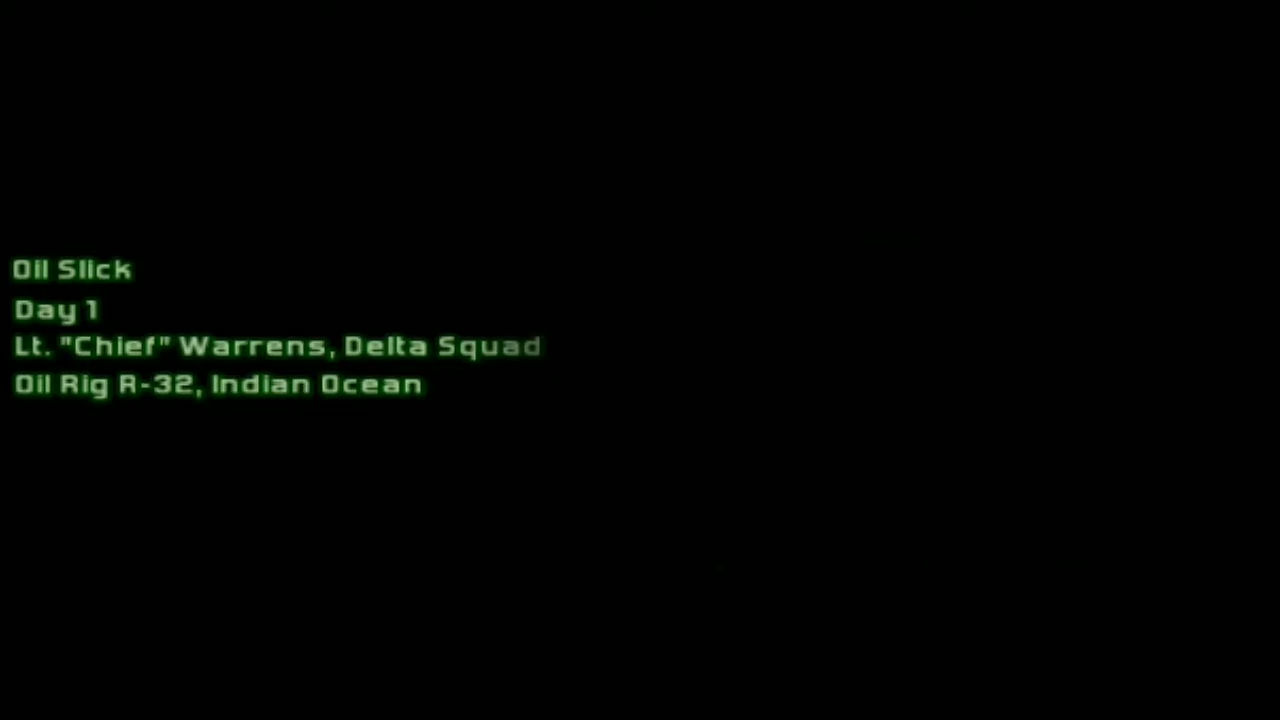 Oil Slick
Day 1
Lt. "Chief" Warrens, Delta Squad
Oil Rig R-32, Indian Ocean